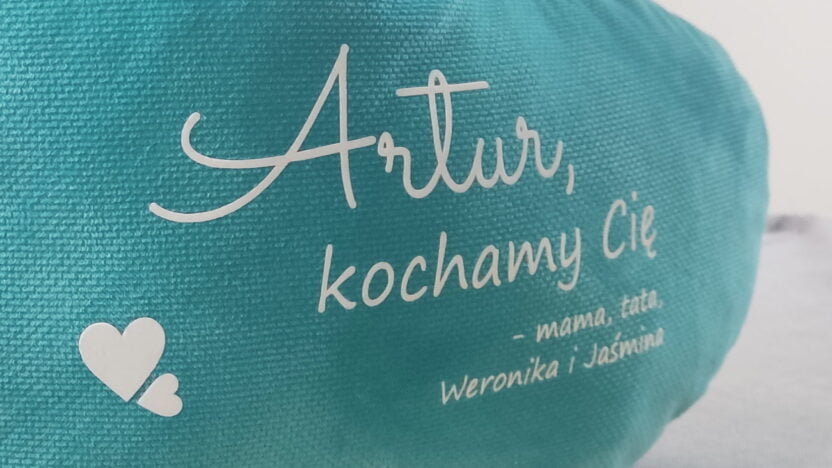 Artur,
kochamy Cię
- mama, tata,
Weronika i Jaśmina